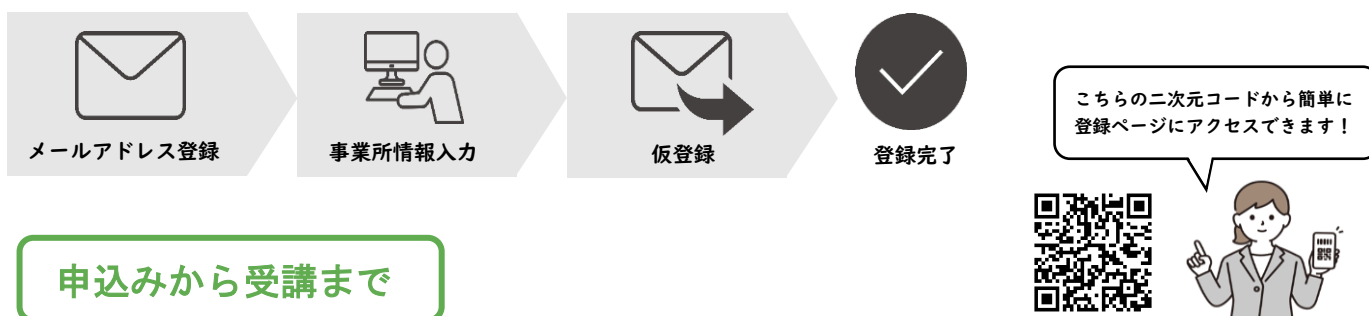 メールアドレス登録
事業所情報入力
仮登録
登録完了
こちらの二次元コードから簡単に
登録ページにアクセスできます!
申込みから受講まで